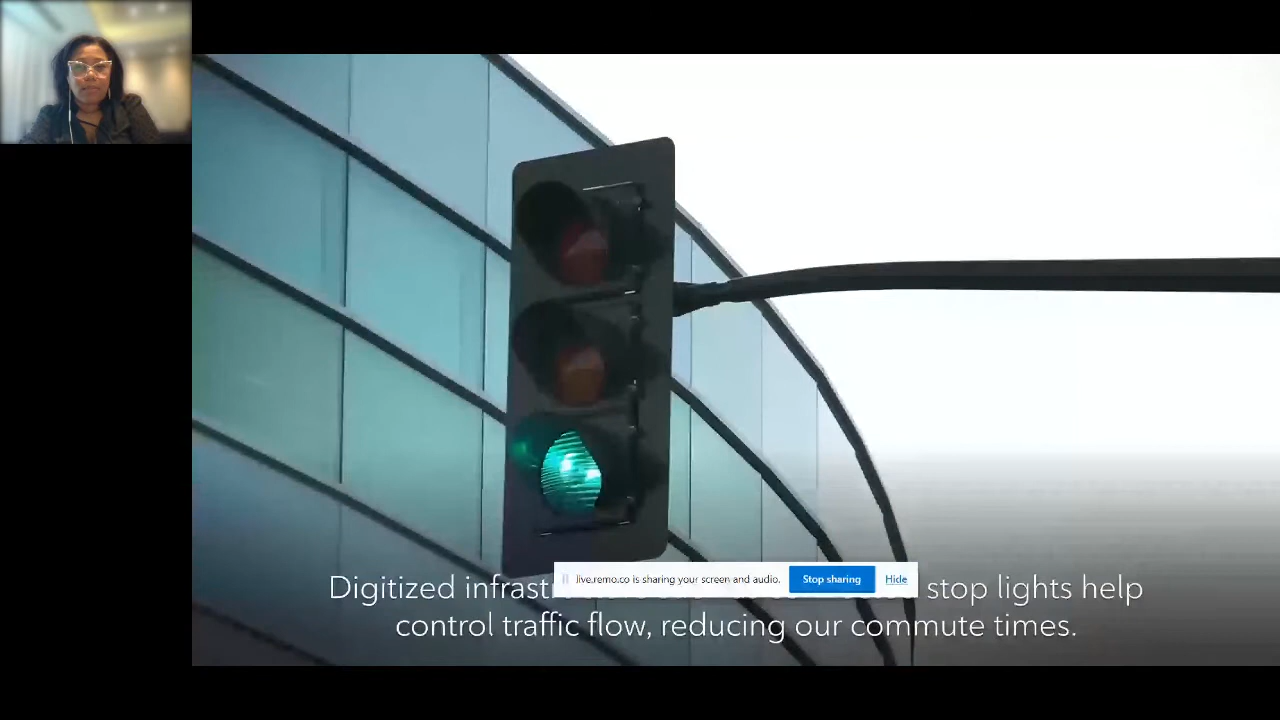 live.remo.co is sharing your screen and audio. Stop sharing Hide
Digitized infrast stop lights help
control traffic flow, reducing our commute times.